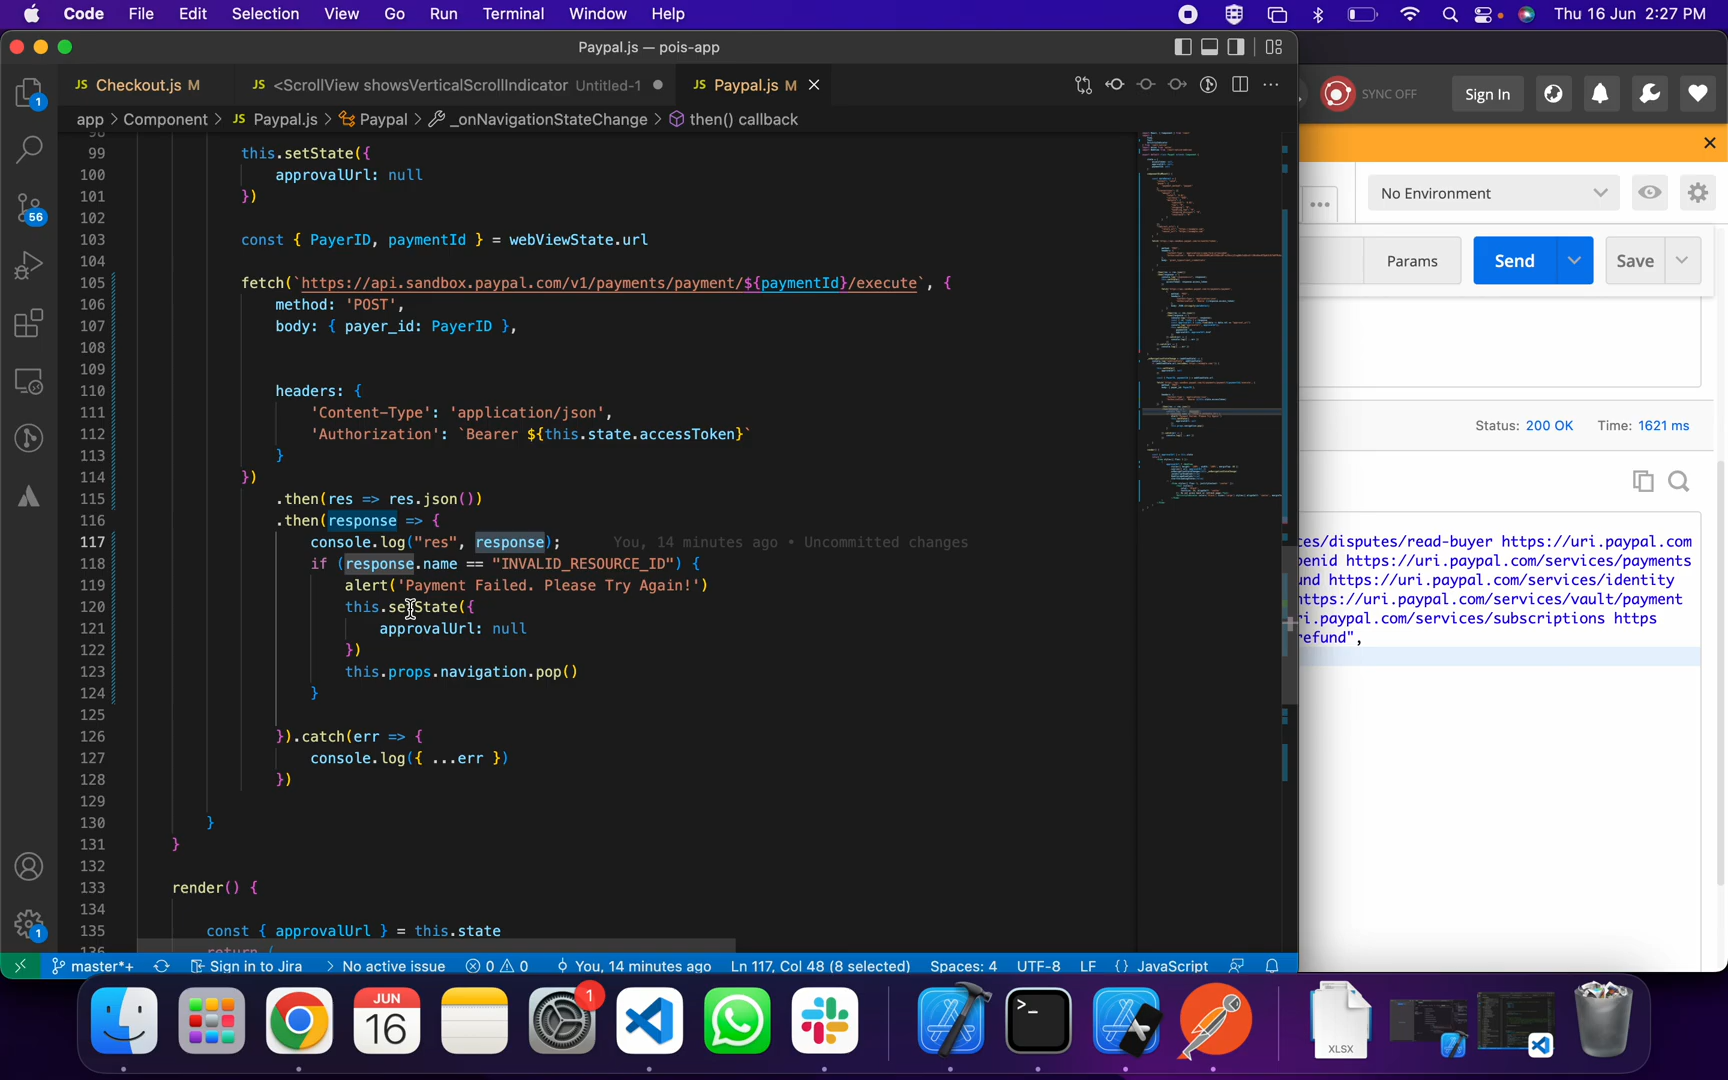 Code File Edit Selection View Go Run Terminal Window Help Thu 16 Jun 2:27 PM
Paypal.js — pois-app
JS Checkout.js M JS <ScrollView showsVerticalScrollIndicator Untitled-1 JS Paypal.js M
app > Component > JS Paypal.js > Paypal > _onNavigationStateChange > then() callback
99 this.setState({
100 approvalUrl: null
101 })
102
103 const { PayerID, paymentId } = webViewState.url
104
105 fetch(`https://api.sandbox.paypal.com/v1/payments/payment/${paymentId}/execute`, {
106 method: 'POST',
107 body: { payer_id: PayerID },
108
109
110 headers: {
111 'Content-Type': 'application/json',
112 'Authorization': `Bearer ${this.state.accessToken}`
113 }
114 })
115 .then(res => res.json())
116 .then(response => {
117 console.log("res", response); You, 14 minutes ago • Uncommitted changes
118 if (response.name == "INVALID_RESOURCE_ID") {
119 alert('Payment Failed. Please Try Again!')
120 this.setState({
121 approvalUrl: null
122 })
123 this.props.navigation.pop()
124 }
125
126 }).catch(err => {
127 console.log({ ...err })
128 })
129
130 }
131 }
132
133 render() {
134
135 const { approvalUrl } = this.state
136 return (
1
56
1
master*+ Sign in to Jira No active issue 0 0 You, 14 minutes ago Ln 117, Col 48 (8 selected) Spaces: 4 UTF-8 LF {} JavaScript
SYNC OFF Sign In
No Environment
Params Send Save
Status: 200 OK Time: 1621 ms
es/disputes/read-buyer https://uri.paypal.com
enid https://uri.paypal.com/services/payments
und https://uri.paypal.com/services/identity
ttps://uri.paypal.com/services/vault/payment
i.paypal.com/services/subscriptions https
efund",
JUN
16
1
XLSX